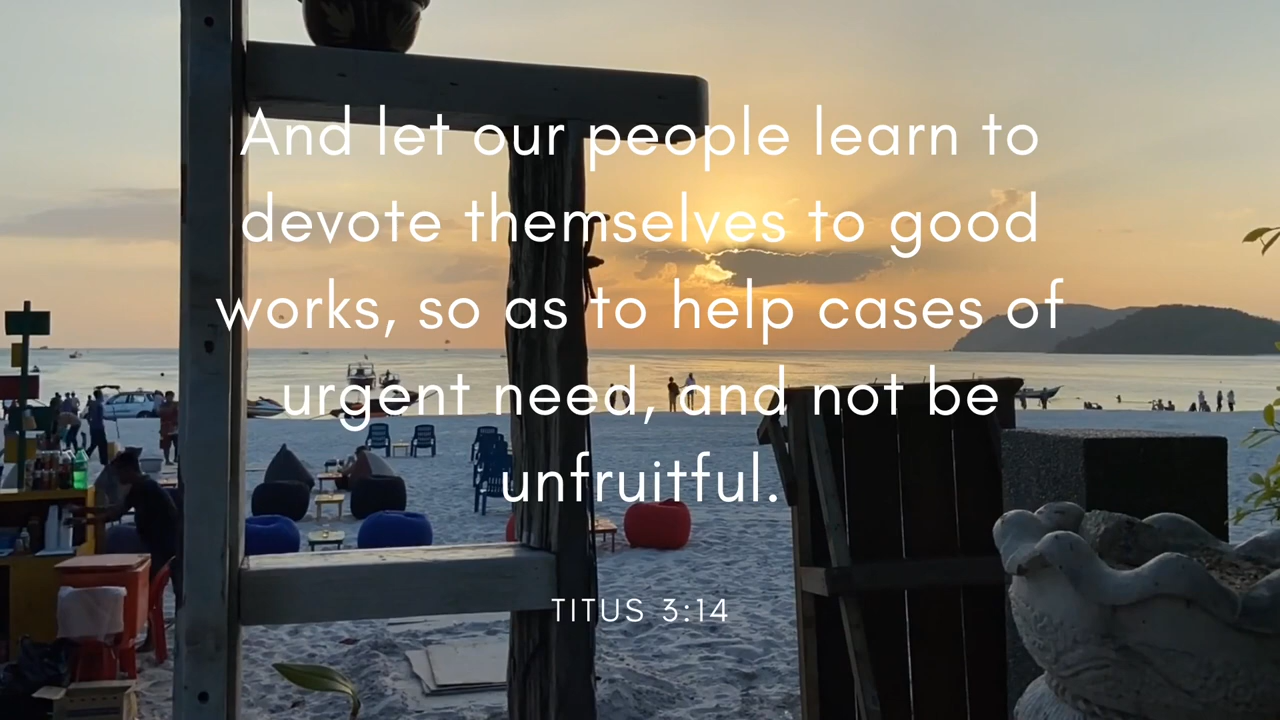 And let our people learn to
devote themselves to good
works, so as to help cases of
urgent need, and not be
unfruitful.
TITUS 3:14